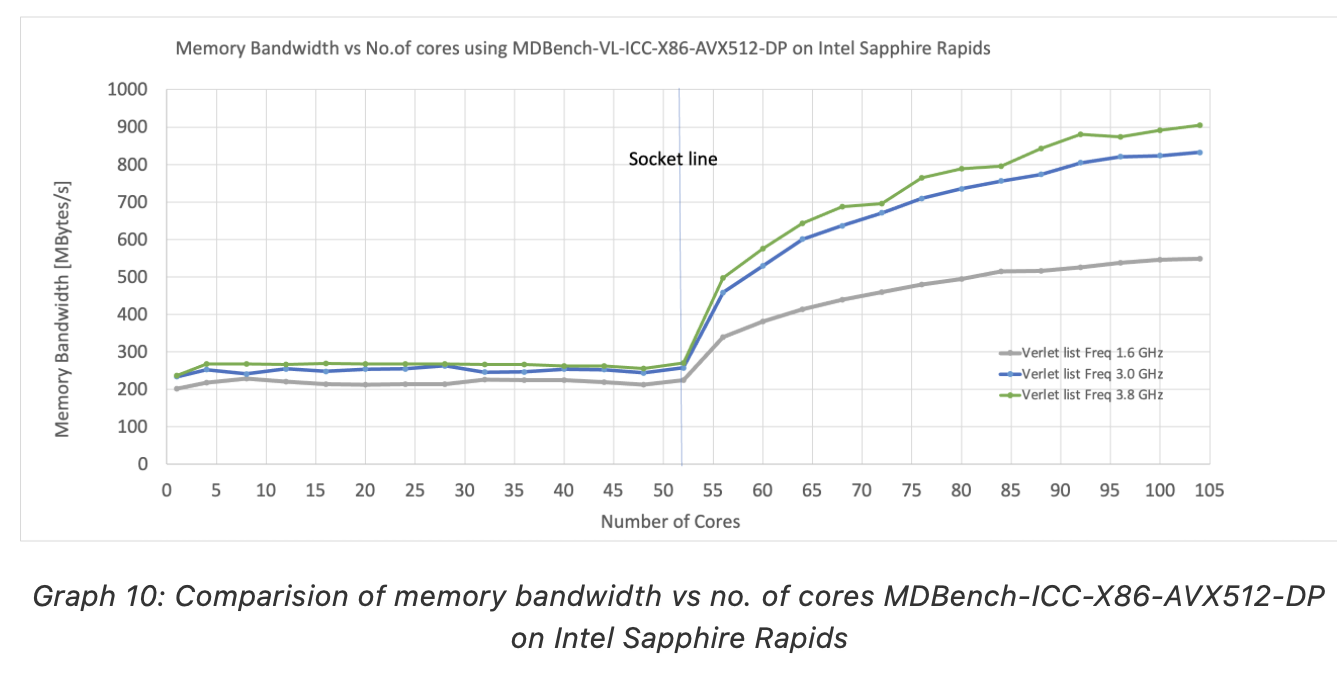 Memory Bandwidth vs No.of cores using MDBench-VL-ICC-X86-AVX512-DP on Intel Sapphire Rapids
1000
900
800
700
600
500
400
300
200
100
0
Memory Bandwidth [MBytes/s]
Socket line
Verlet list Freq 1.6 GHz
Verlet list Freq 3.0 GHz
Verlet list Freq 3.8 GHz
0 5 10 15 20 25 30 35 40 45 50 55 60 65 70 75 80 85 90 95 100 105
Number of Cores
Graph 10: Comparision of memory bandwidth vs no. of cores MDBench-ICC-X86-AVX512-DP
on Intel Sapphire Rapids